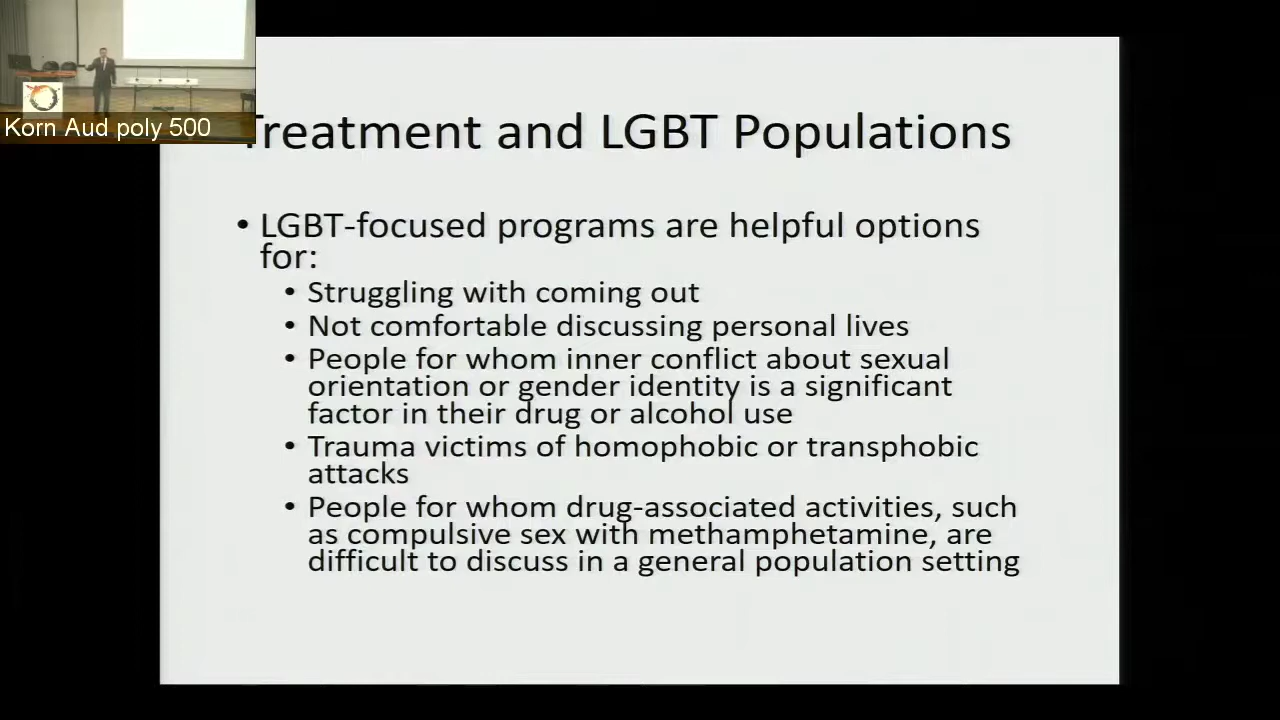 Korn Aud poly 500
Treatment and LGBT Populations
• LGBT-focused programs are helpful options
for:
• Struggling with coming out
• Not comfortable discussing personal lives
• People for whom inner conflict about sexual
orientation or gender identity is a significant
factor in their drug or alcohol use
• Trauma victims of homophobic or transphobic
attacks
• People for whom drug-associated activities, such
as compulsive sex with methamphetamine, are
difficult to discuss in a general population setting